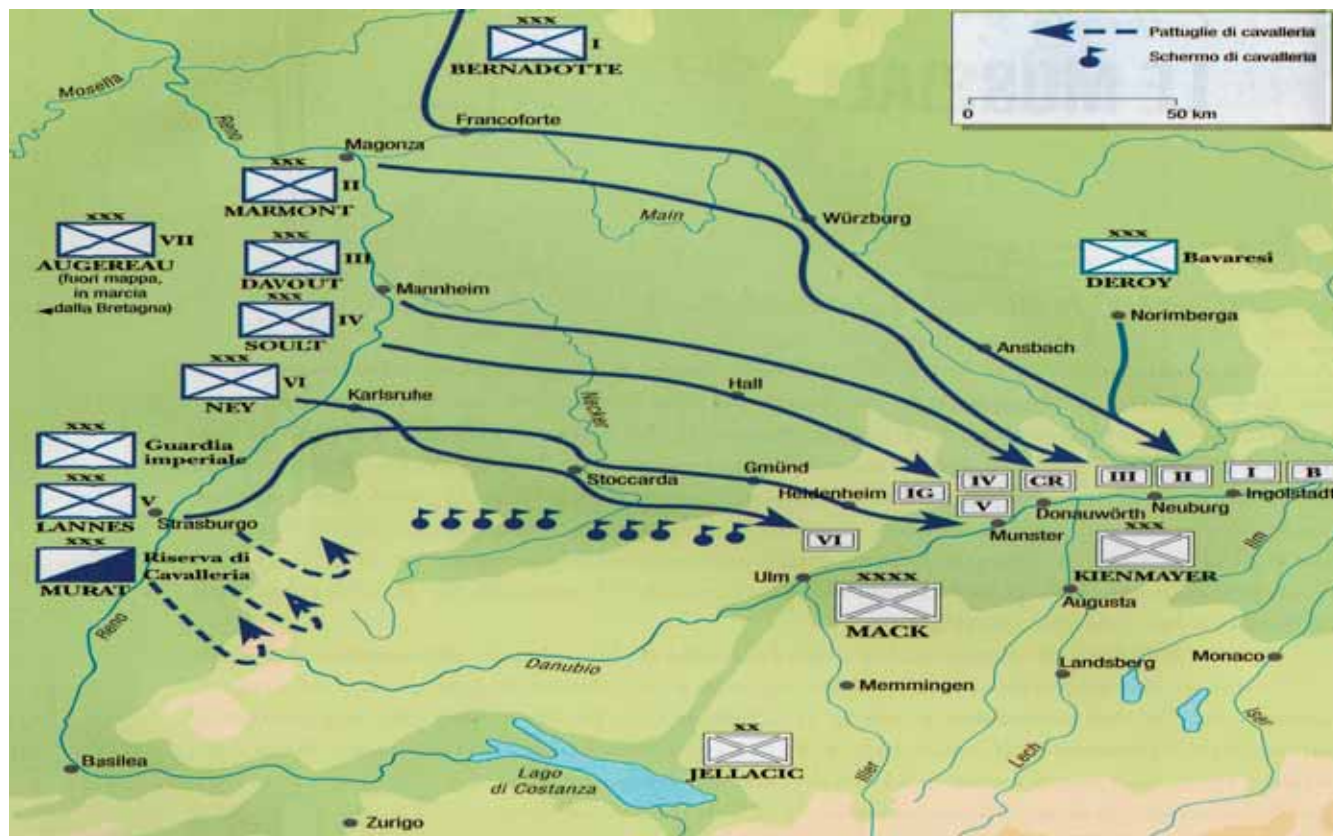 Pattuglie di cavalleria
Schermo di cavalleria
0 50 km
XXX
I
BERNADOTTE
Mosella
Reno
Francoforte
Magonza
XXX
II
MARMONT
Main
Würzburg
XXX
VII
AUGEREAU
(fuori mappa,
in marcia
dalla Bretagna)
XXX
III
DAVOUT
XXX
Bavaresi
DEROY
Mannheim
XXX
IV
SOULT
Norimberga
Ansbach
XXX
VI
NEY
Karlsruhe
Hall
Neckel
XXX
Guardia
imperiale
Stoccarda
Gmünd
Heidenheim
IG
IV
CR
III
II
I
B
V
XXX
V
LANNES
Strasburgo
Donauwörth
Neuburg
Ingolstadt
Munster
VI
XXX
Riserva di
Cavalleria
MURAT
XXX
KIENMAYER
Ilm
Ulm
XXXX
MACK
Augusta
Reno
Danubio
Landsberg
Monaco
Memmingen
Iser
XX
JELLACIC
Basilea
Lago
di Costanza
Iller
Lech
Zurigo